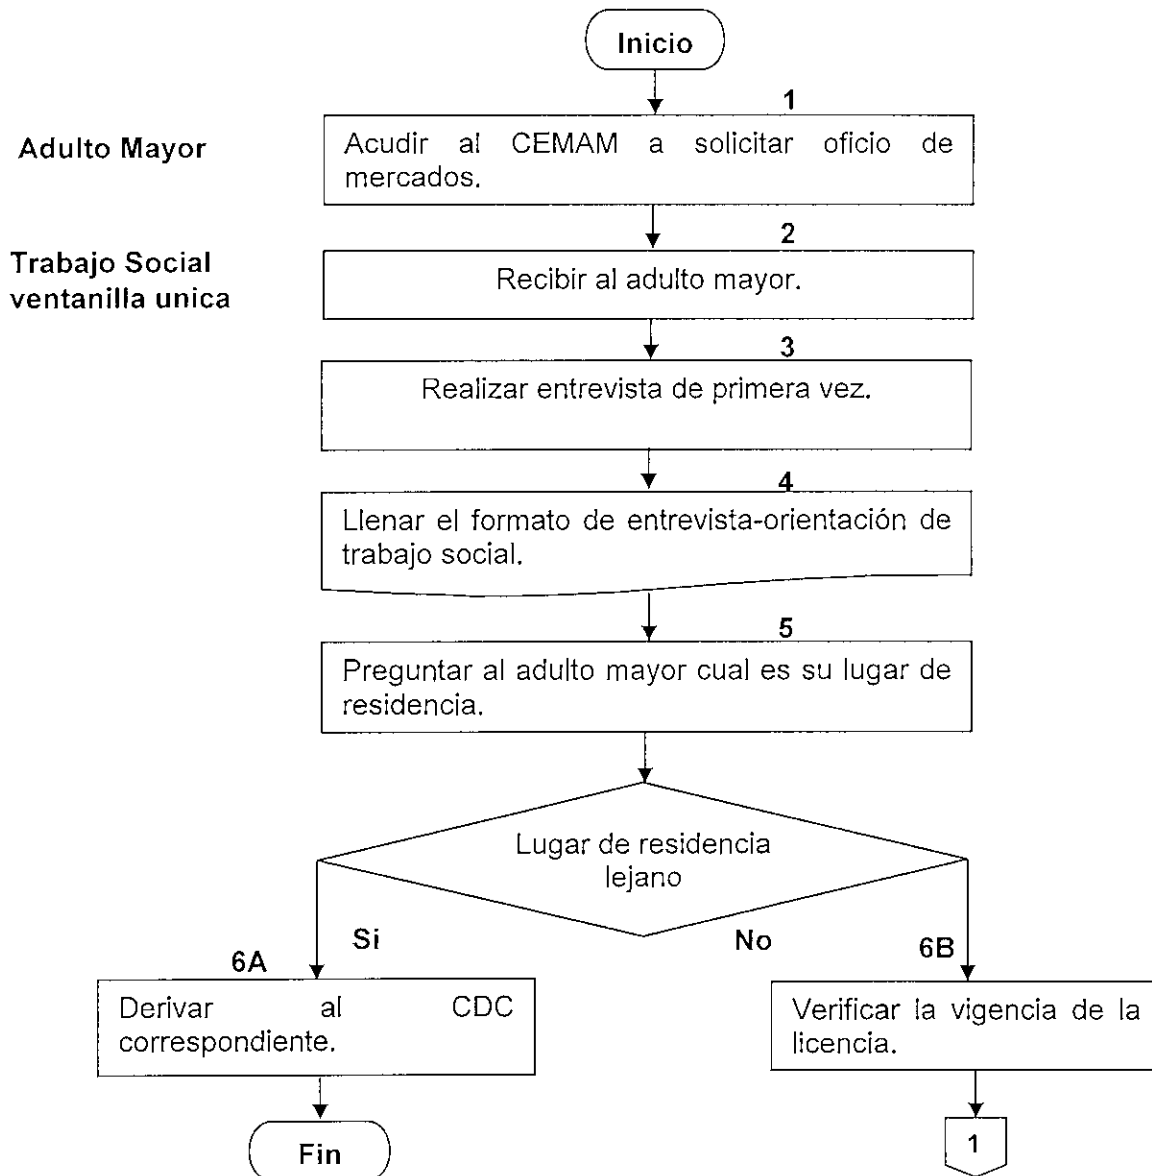 Inicio
1
Adulto Mayor
Acudir al CEMAM a solicitar oficio de
mercados.
2
Trabajo Social
ventanilla unica
Recibir al adulto mayor.
3
Realizar entrevista de primera vez.
4
Llenar el formato de entrevista-orientación de
trabajo social.
5
Preguntar al adulto mayor cual es su lugar de
residencia.
Lugar de residencia
lejano
Si
No
6A
6B
Derivar al CDC
correspondiente.
Verificar la vigencia de la
licencia.
Fin
1